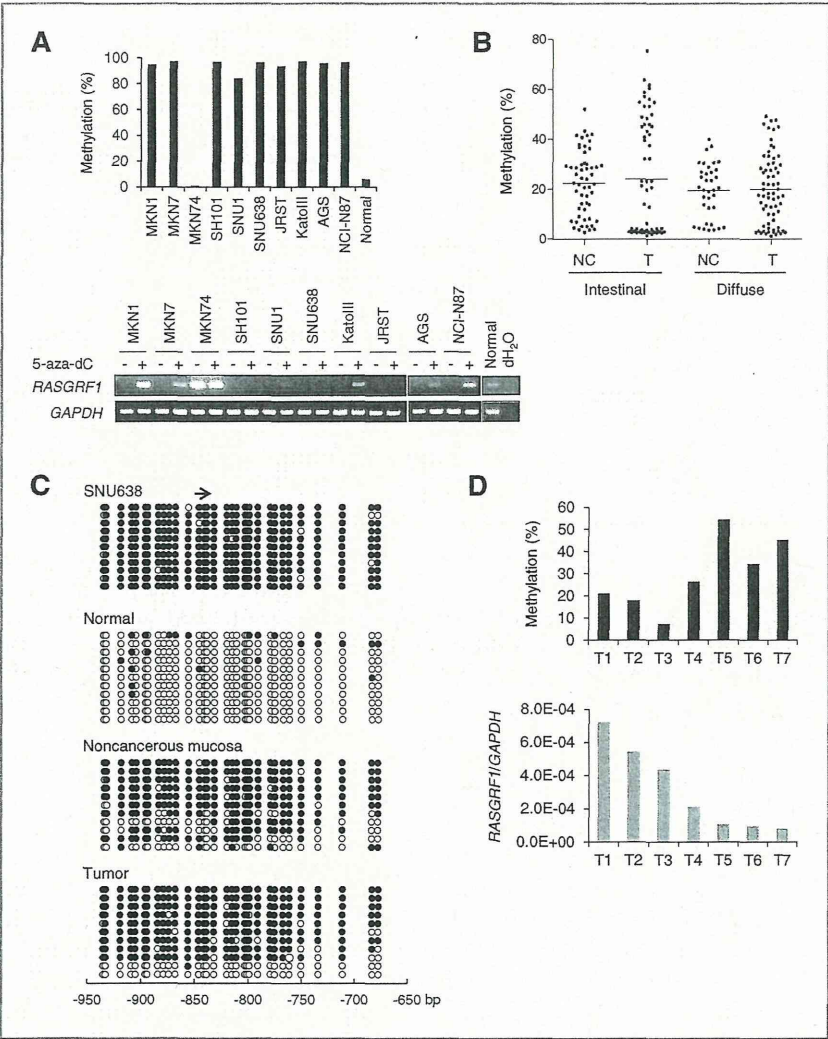 A
Methylation (%)
100
80
60
40
20
0
MKN1
MKN7
MKN74
SH101
SNU1
SNU638
JRST
KatoIII
AGS
NCI-N87
Normal
B
Methylation (%)
80
60
40
20
0
NC
T
NC
T
Intestinal
Diffuse
MKN1
MKN7
MKN74
SH101
SNU1
SNU638
KatoIII
JRST
AGS
NCI-N87
Normal
dH2O
5-aza-dC - + - + - + - + - + - + - + - + - + - +
RASGRF1
GAPDH
C
SNU638
Normal
Noncancerous mucosa
Tumor
-950 -900 -850 -800 -750 -700 -650 bp
D
Methylation (%)
60
50
40
30
20
10
0
T1 T2 T3 T4 T5 T6 T7
RASGRF1/GAPDH
8.0E-04
6.0E-04
4.0E-04
2.0E-04
0.0E+00
T1 T2 T3 T4 T5 T6 T7